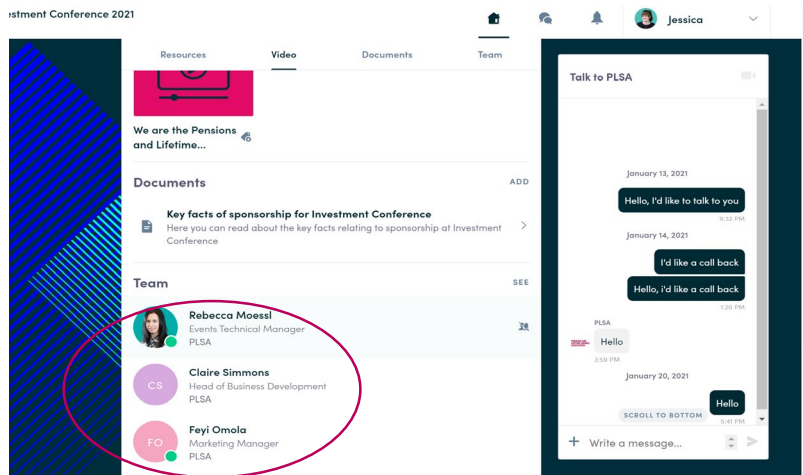 estment Conference 2021
Jessica
Resources Video Documents Team
We are the Pensions
and Lifetime...
Documents ADD
Key facts of sponsorship for Investment Conference
Here you can read about the key facts relating to sponsorship at Investment
Conference
Team SEE
Rebecca Moessl
Events Technical Manager
PLSA
CS
Claire Simmons
Head of Business Development
PLSA
FO
Feyi Omola
Marketing Manager
PLSA
Talk to PLSA
January 13, 2021
Hello, I'd like to talk to you
9:32 PM
January 14, 2021
I'd like a call back
Hello, i'd like a call back
1:30 PM
PLSA
Hello
3:59 PM
January 20, 2021
Hello
SCROLL TO BOTTOM
5:41 PM
Write a message...